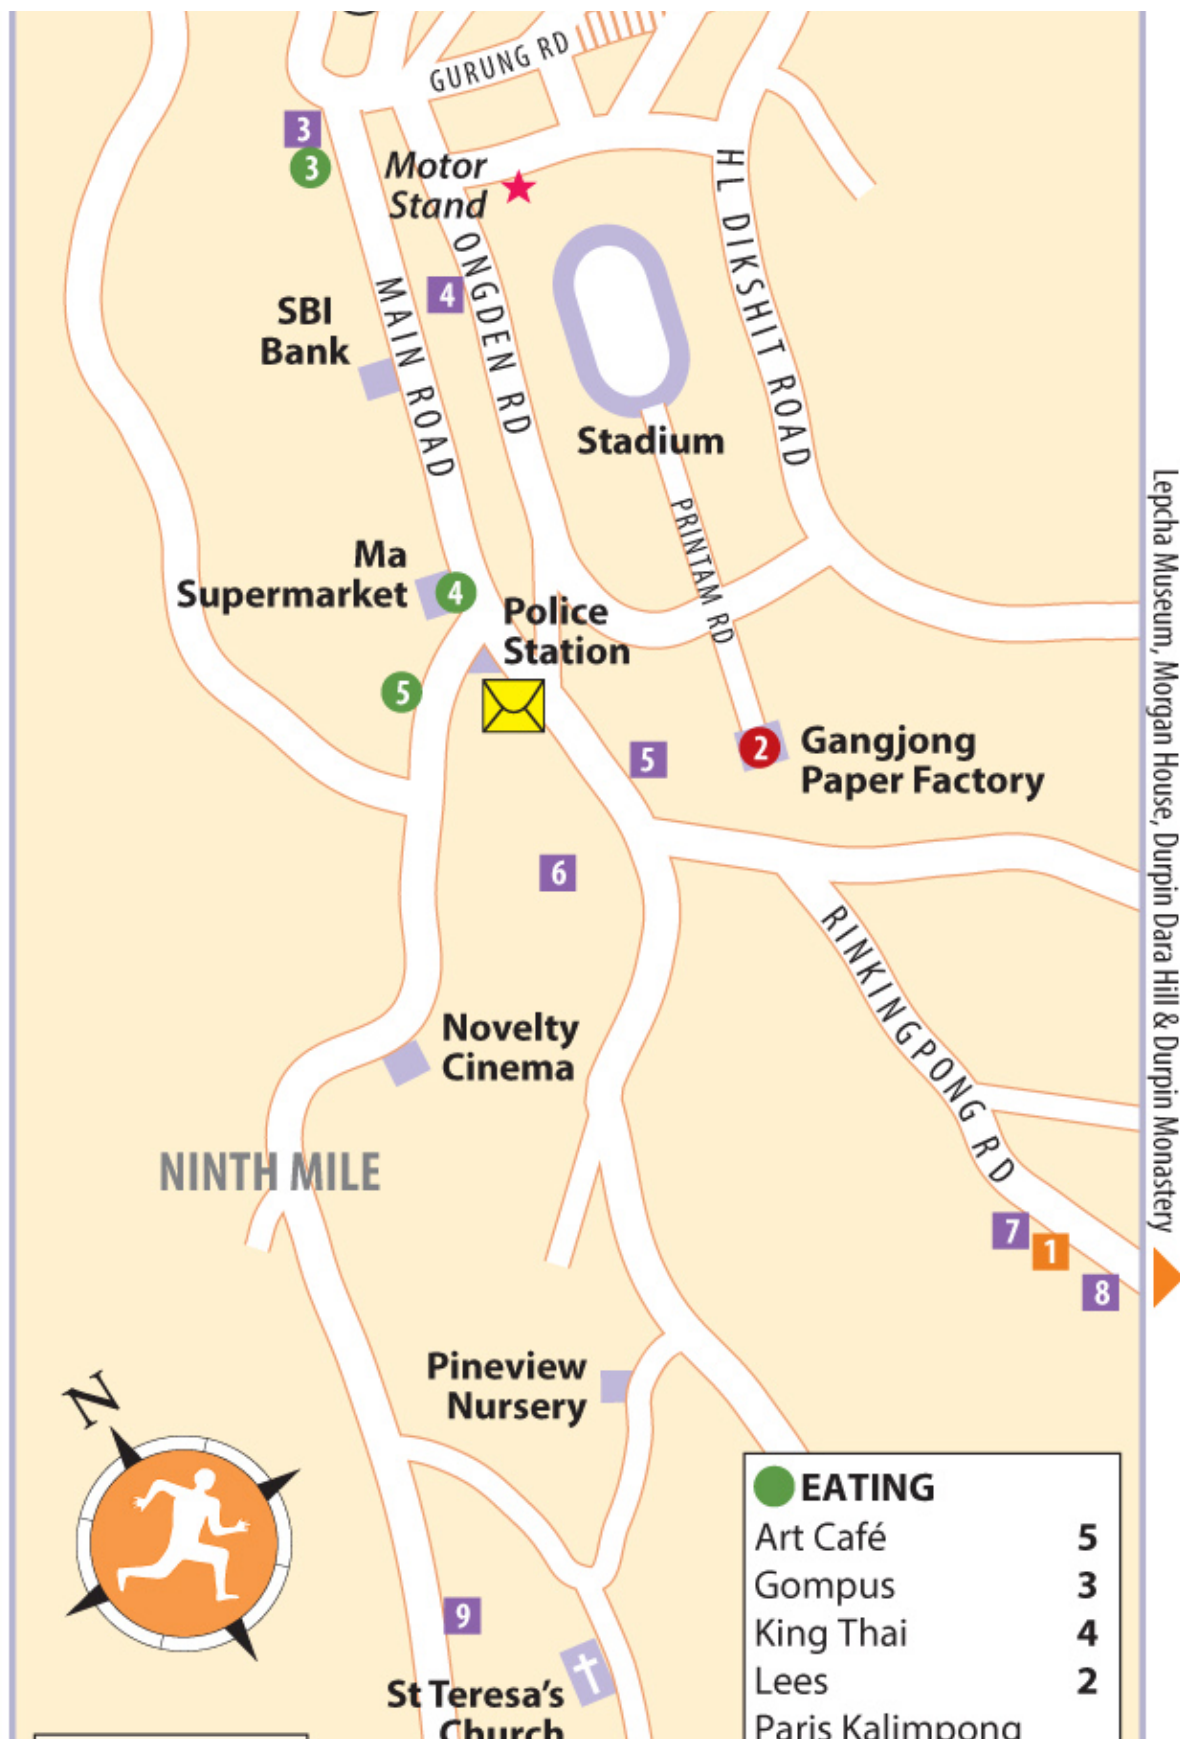 GURUNG RD
3
3
Motor
Stand
HL DIKSHIT ROAD
ONGDEN RD
4
MAIN ROAD
SBI
Bank
Stadium
PRINTAM RD
Ma
Supermarket
4
Police
Station
5
5
2
Gangjong
Paper Factory
6
RINKINGPONG RD
Novelty
Cinema
NINTH MILE
7
1
8
Lepcha Museum, Morgan House, Durpin Dara Hill & Durpin Monastery
Pineview
Nursery
N
9
St Teresa's
Church
EATING
Art Café 5
Gompus 3
King Thai 4
Lees 2
Paris Kalimpong